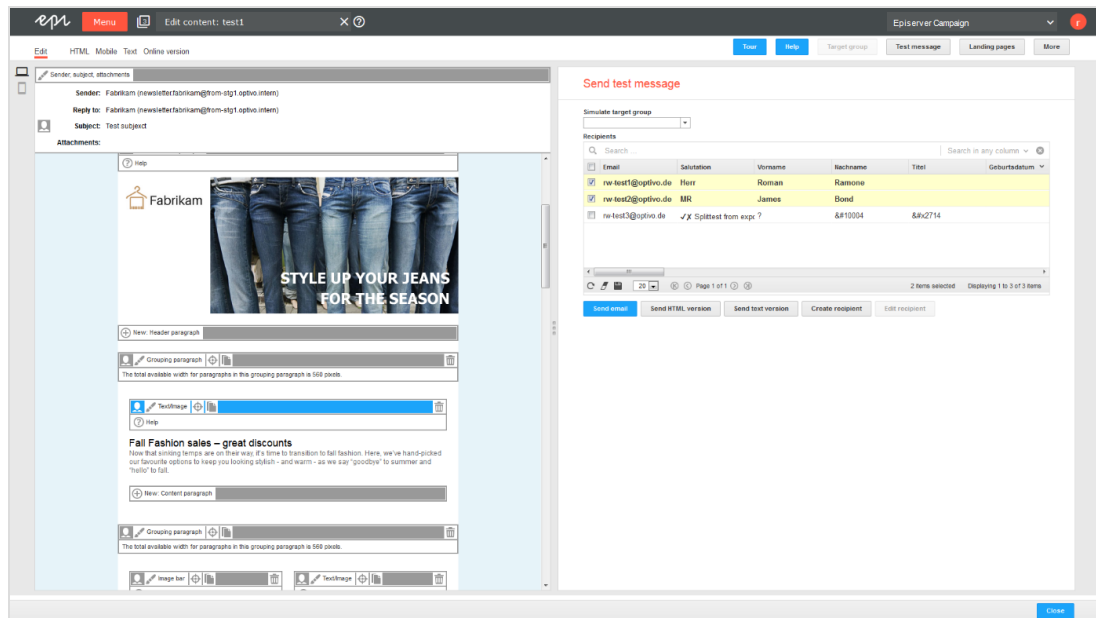 epi Menu Edit content: test1 Episerver Campaign r
Edit HTML Mobile Text Online version Tour Help Target group Test message Landing pages More
Sender, subject, attachments
Sender: Fabrikam (newsletter.fabrikam@from-stg1.optivo.intern)
Reply to: Fabrikam (newsletter.fabrikam@from-stg1.optivo.intern)
Subject: Test subjexct
Attachments:
Help
Fabrikam
STYLE UP YOUR JEANS
FOR THE SEASON
New: Header paragraph
Grouping paragraph
The total available width for paragraphs in this grouping paragraph is 560 pixels.
Text/Image
Help
Fall Fashion sales – great discounts
Now that sinking temps are on their way, it's time to transition to fall fashion. Here, we've hand-picked
our favourite options to keep you looking stylish - and warm - as we say "goodbye" to summer and
"hello" to fall.
New: Content paragraph
Grouping paragraph
The total available width for paragraphs in this grouping paragraph is 560 pixels.
Image bar Text/Image
Send test message
Simulate target group
Recipients
Search ... Search in any column
Email Salutation Vorname Nachname Titel Geburtsdatum
rw-test1@optivo.de Herr Roman Ramone
rw-test2@optivo.de MR James Bond
rw-test3@optivo.de ✓✗ Splittest from expo ? &#10004 &#x2714
20 Page 1 of 1 2 items selected Displaying 1 to 3 of 3 items
Send email Send HTML version Send text version Create recipient Edit recipient
Close